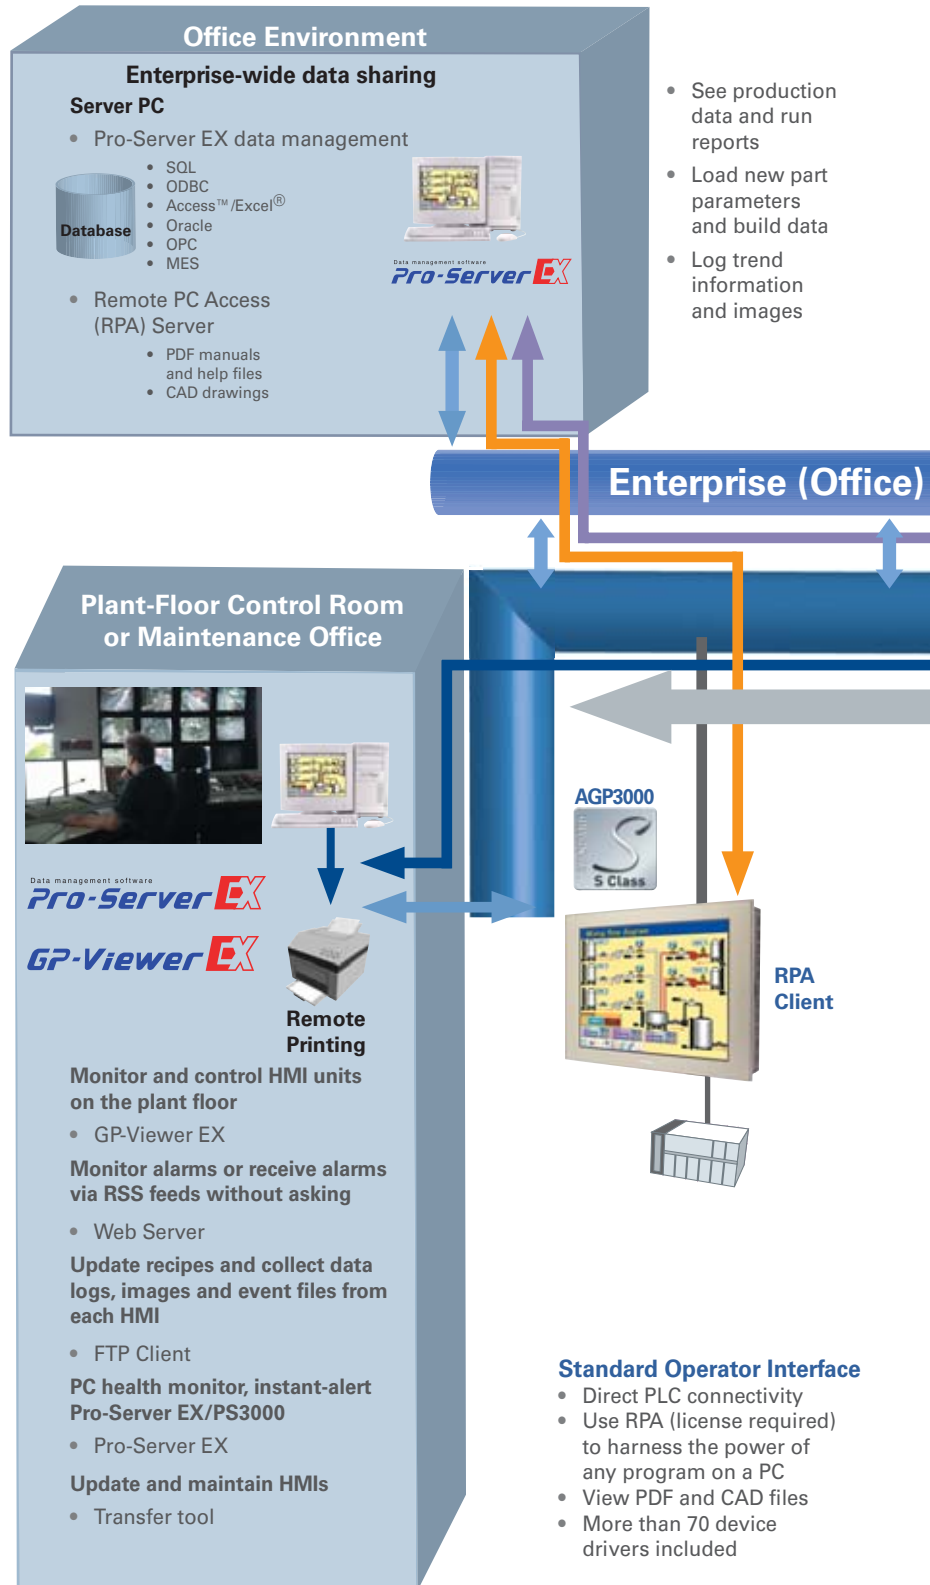 Office Environment
Enterprise-wide data sharing
Server PC
• Pro-Server EX data management
• SQL
• ODBC
• Access™/Excel®
• Oracle
• OPC
• MES
Database
Data management software
Pro-Server EX
• Remote PC Access
(RPA) Server
• PDF manuals
and help files
• CAD drawings
• See production
data and run
reports
• Load new part
parameters
and build data
• Log trend
information
and images
Enterprise (Office)
Plant-Floor Control Room
or Maintenance Office
Data management software
Pro-Server EX
GP-Viewer EX
Remote
Printing
Monitor and control HMI units
on the plant floor
• GP-Viewer EX
Monitor alarms or receive alarms
via RSS feeds without asking
• Web Server
Update recipes and collect data
logs, images and event files from
each HMI
• FTP Client
PC health monitor, instant-alert
Pro-Server EX/PS3000
• Pro-Server EX
Update and maintain HMIs
• Transfer tool
AGP3000
STANDARD
S
S Class
Mixing flow diagram
RPA
Client
Standard Operator Interface
• Direct PLC connectivity
• Use RPA (license required)
to harness the power of
any program on a PC
• View PDF and CAD files
• More than 70 device
drivers included